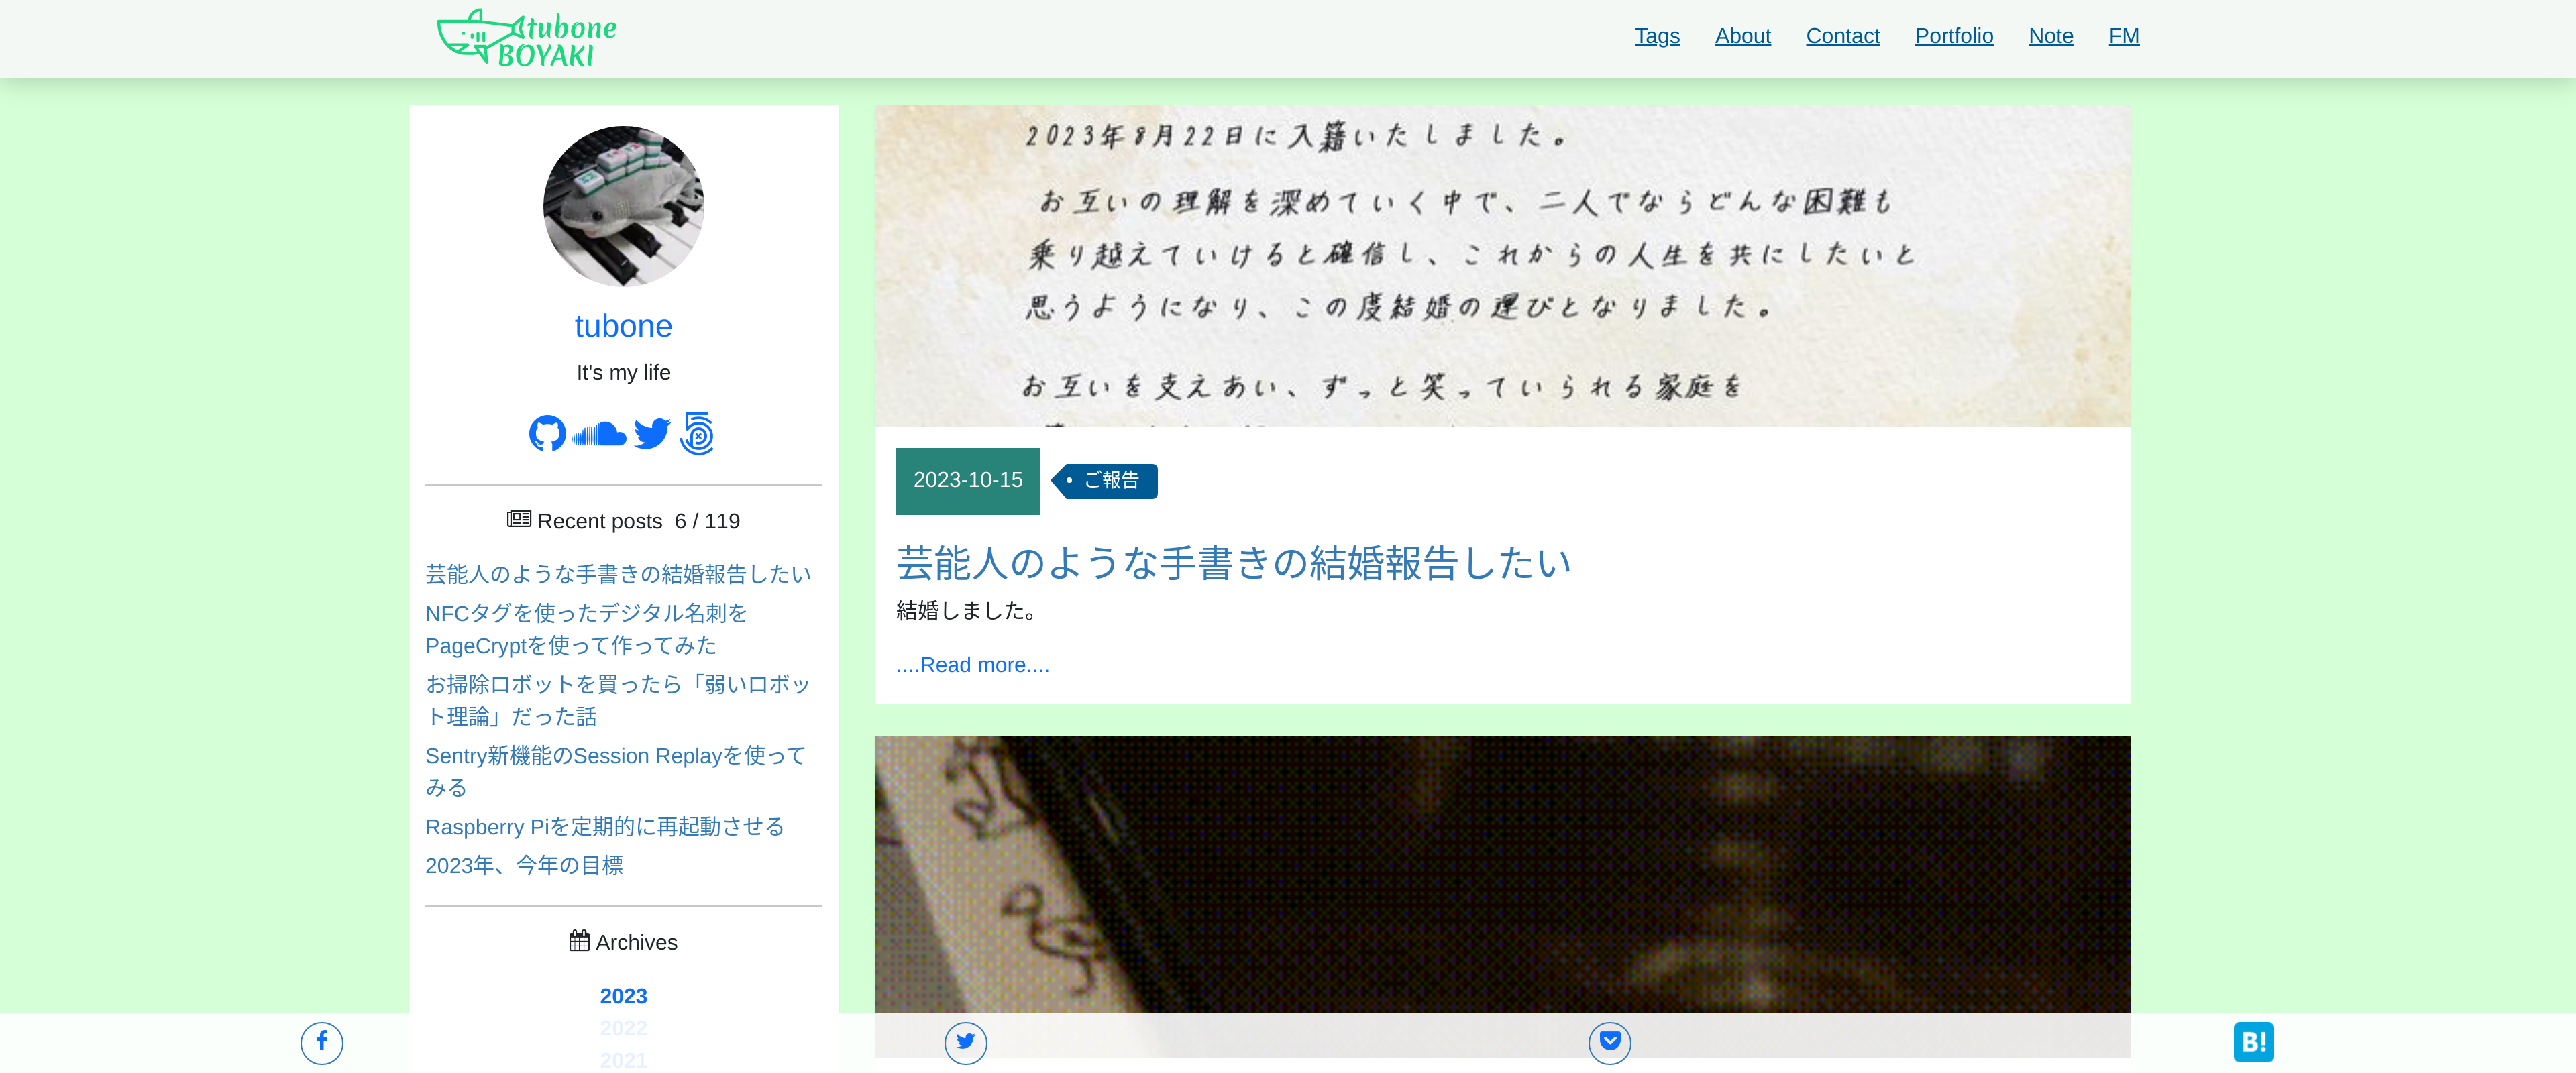 tubone
BOYAKI
Tags About Contact Portfolio Note FM
tubone
It's my life
Recent posts 6 / 119
芸能人のような手書きの結婚報告したい
NFCタグを使ったデジタル名刺を
PageCryptを使って作ってみた
お掃除ロボットを買ったら「弱いロボッ
ト理論」だった話
Sentry新機能のSession Replayを使って
みる
Raspberry Piを定期的に再起動させる
2023年、今年の目標
Archives
2023
2022
2021
2023年8月22日に入籍いたしました。
お互いの理解を深めていく中で、二人でならどんな困難も
乗り越えていけると確信し、これからの人生を共にしたいと
思うようになり、この度結婚の運びとなりました。
お互いを支えあい、ずっと笑っていられる家庭を
2023-10-15 ご報告
芸能人のような手書きの結婚報告したい
結婚しました。
....Read more....
B!